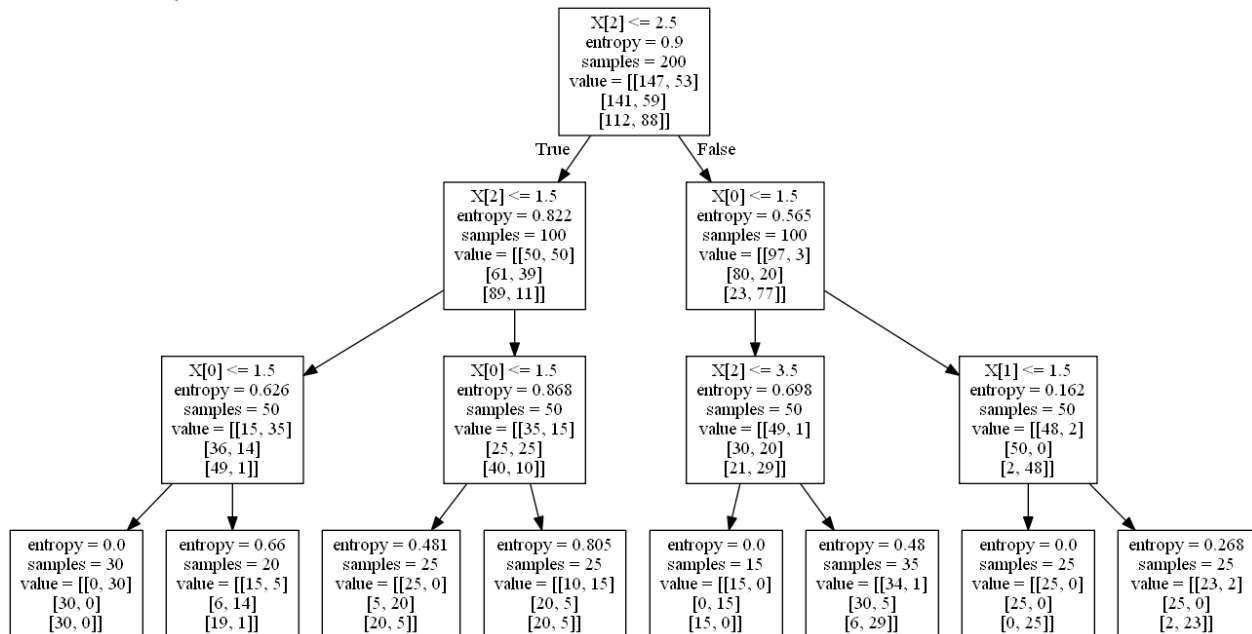 X[2] <= 2.5
entropy = 0.9
samples = 200
value = [[147, 53]
[141, 59]
[112, 88]]
True
False
X[2] <= 1.5
entropy = 0.822
samples = 100
value = [[50, 50]
[61, 39]
[89, 11]]
X[0] <= 1.5
entropy = 0.565
samples = 100
value = [[97, 3]
[80, 20]
[23, 77]]
X[0] <= 1.5
entropy = 0.626
samples = 50
value = [[15, 35]
[36, 14]
[49, 1]]
X[0] <= 1.5
entropy = 0.868
samples = 50
value = [[35, 15]
[25, 25]
[40, 10]]
X[2] <= 3.5
entropy = 0.698
samples = 50
value = [[49, 1]
[30, 20]
[21, 29]]
X[1] <= 1.5
entropy = 0.162
samples = 50
value = [[48, 2]
[50, 0]
[2, 48]]
entropy = 0.0
samples = 30
value = [[0, 30]
[30, 0]
[30, 0]]
entropy = 0.66
samples = 20
value = [[15, 5]
[6, 14]
[19, 1]]
entropy = 0.481
samples = 25
value = [[25, 0]
[5, 20]
[20, 5]]
entropy = 0.805
samples = 25
value = [[10, 15]
[20, 5]
[20, 5]]
entropy = 0.0
samples = 15
value = [[15, 0]
[0, 15]
[15, 0]]
entropy = 0.48
samples = 35
value = [[34, 1]
[30, 5]
[6, 29]]
entropy = 0.0
samples = 25
value = [[25, 0]
[25, 0]
[0, 25]]
entropy = 0.268
samples = 25
value = [[23, 2]
[25, 0]
[2, 23]]